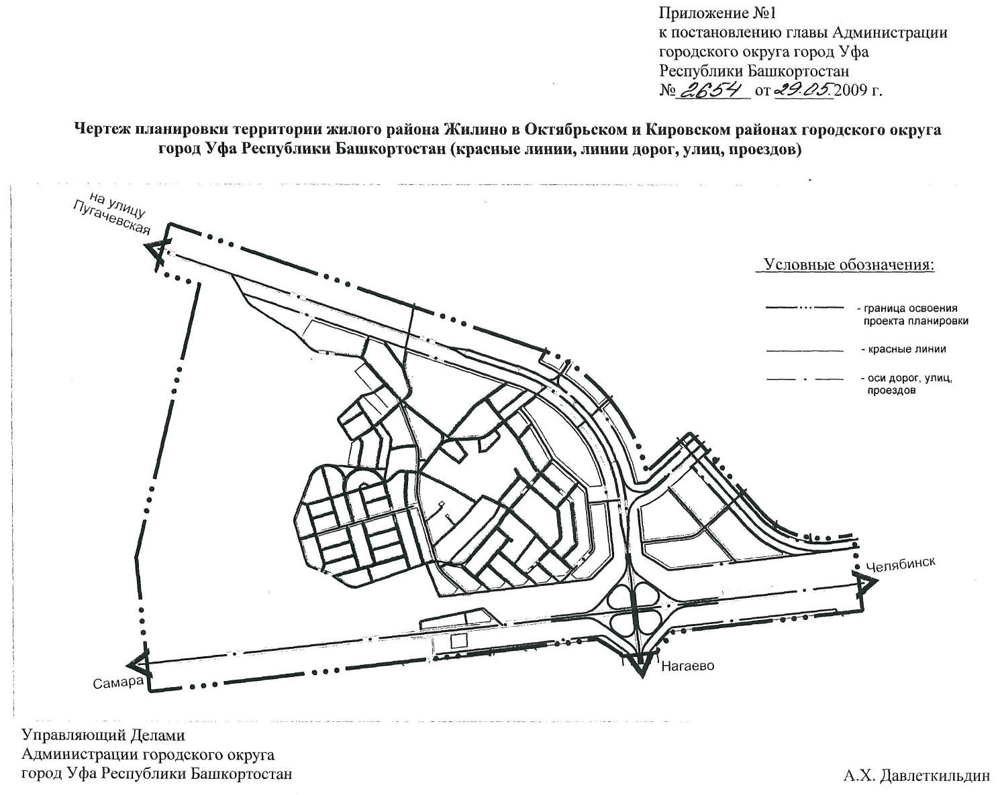 Приложение №1
к постановлению главы Администрации
городского округа город Уфа
Республики Башкортостан
№ 2654 от 29.05.2009 г.
Чертеж планировки территории жилого района Жилино в Октябрьском и Кировском районах городского округа
город Уфа Республики Башкортостан (красные линии, линии дорог, улиц, проездов)
на улицу
Пугачевская
Условные обозначения:
- граница освоения
проекта планировки
- красные линии
- оси дорог, улиц,
проездов
Челябинск
Нагаево
Самара
Управляющий Делами
Администрации городского округа
город Уфа Республики Башкортостан
А.Х. Давлеткильдин